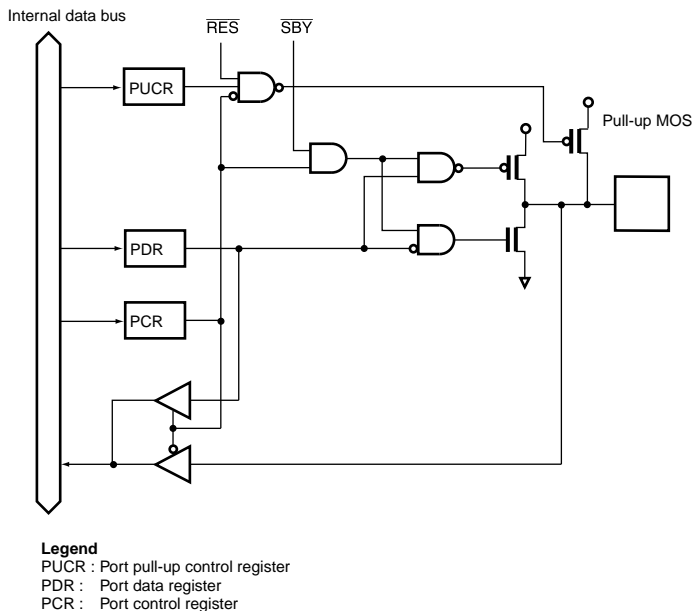 Internal data bus
RES
SBY
PUCR
Pull-up MOS
PDR
PCR
Legend
PUCR : Port pull-up control register
PDR : Port data register
PCR : Port control register